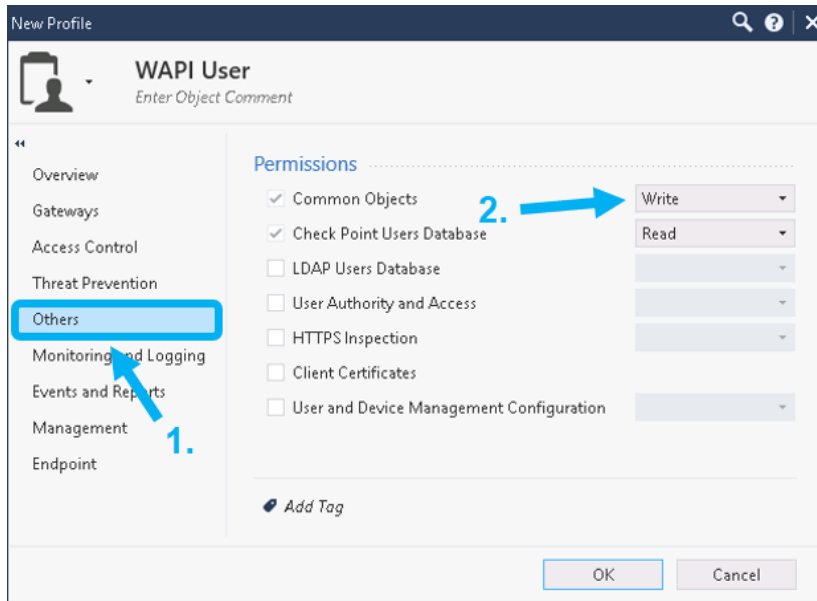 New Profile
WAPI User
Enter Object Comment
Overview
Gateways
Access Control
Threat Prevention
Others
Monitoring and Logging
Events and Reports
Management
Endpoint
1.
Permissions
Common Objects
2.
Write
Check Point Users Database
Read
LDAP Users Database
User Authority and Access
HTTPS Inspection
Client Certificates
User and Device Management Configuration
Add Tag
OK
Cancel